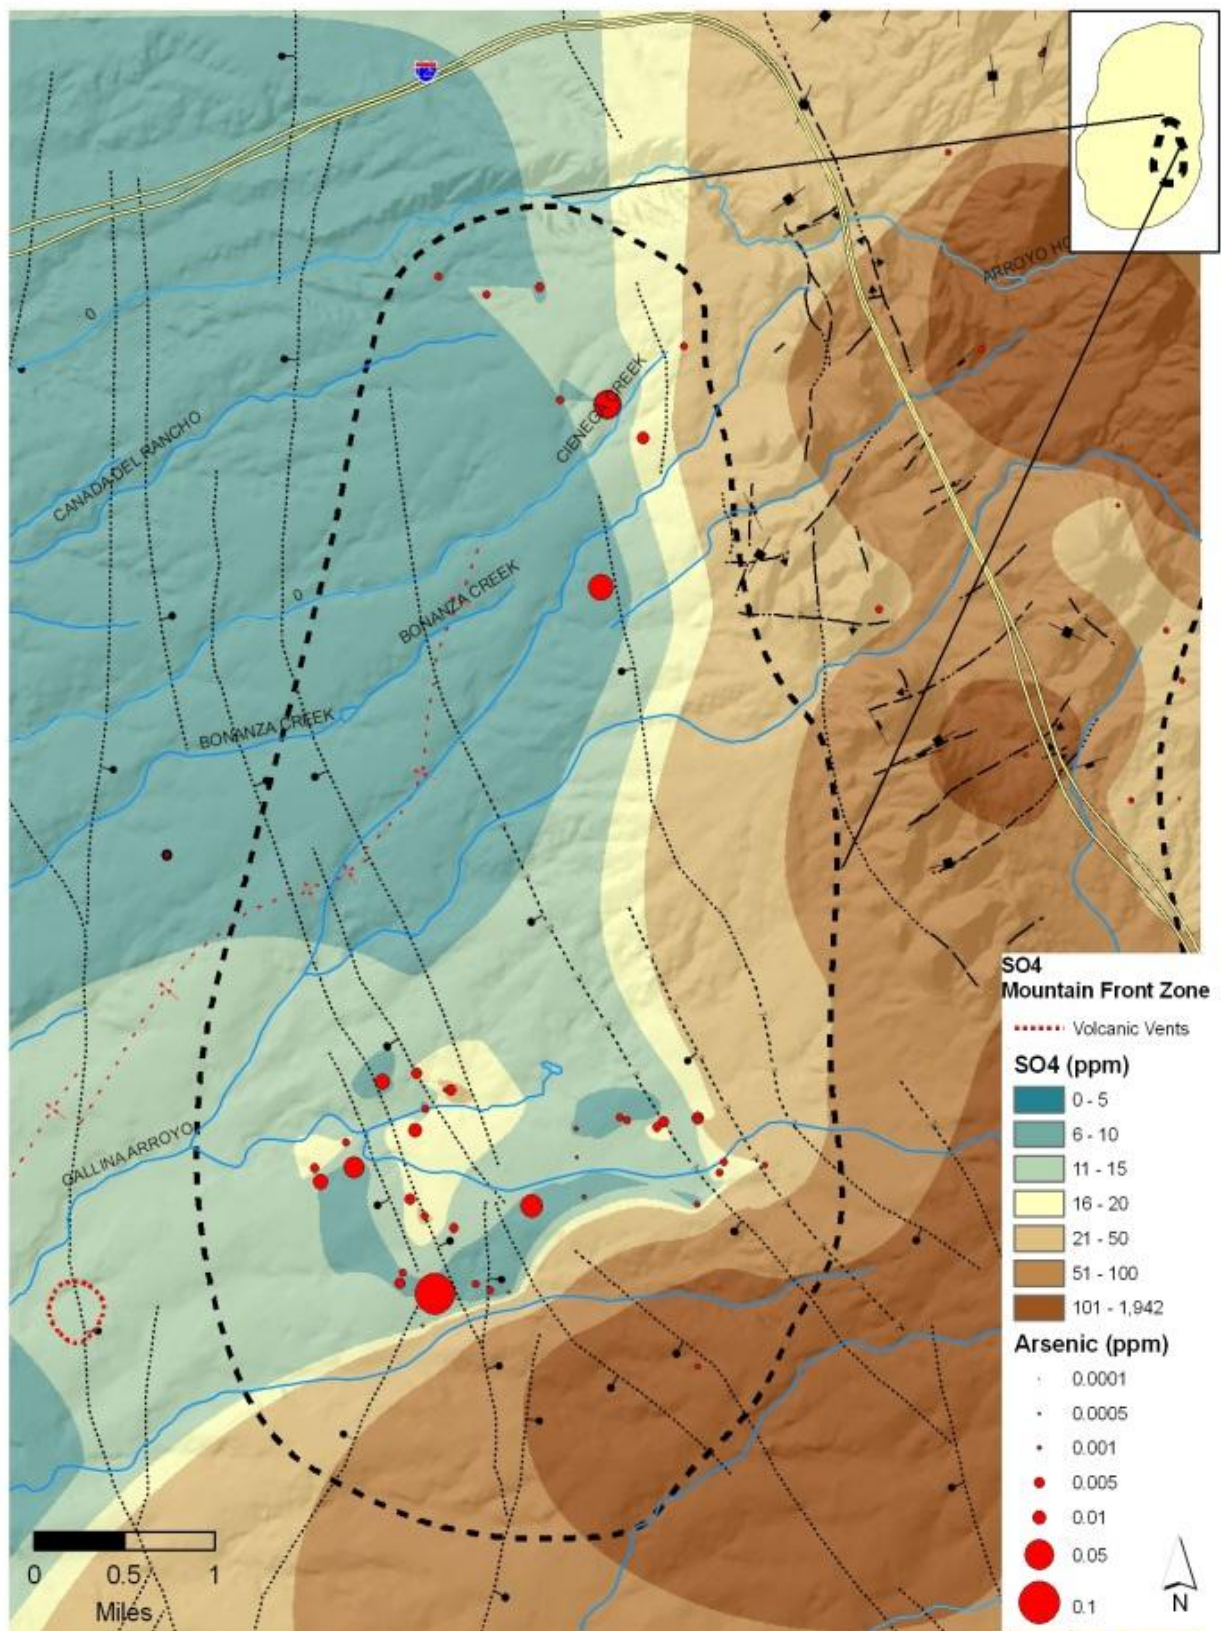 ARROYO HO
0
CIENEGA CREEK
CANADA DEL RANCHO
0
BONANZA CREEK
BONANZA CREEK
GALLINA ARROYO
SO4
Mountain Front Zone
Volcanic Vents
SO4 (ppm)
0 - 5
6 - 10
11 - 15
16 - 20
21 - 50
51 - 100
101 - 1,942
Arsenic (ppm)
0.0001
0.0005
0.001
0.005
0.01
0.05
0.1
N
0 0.5 1
Miles